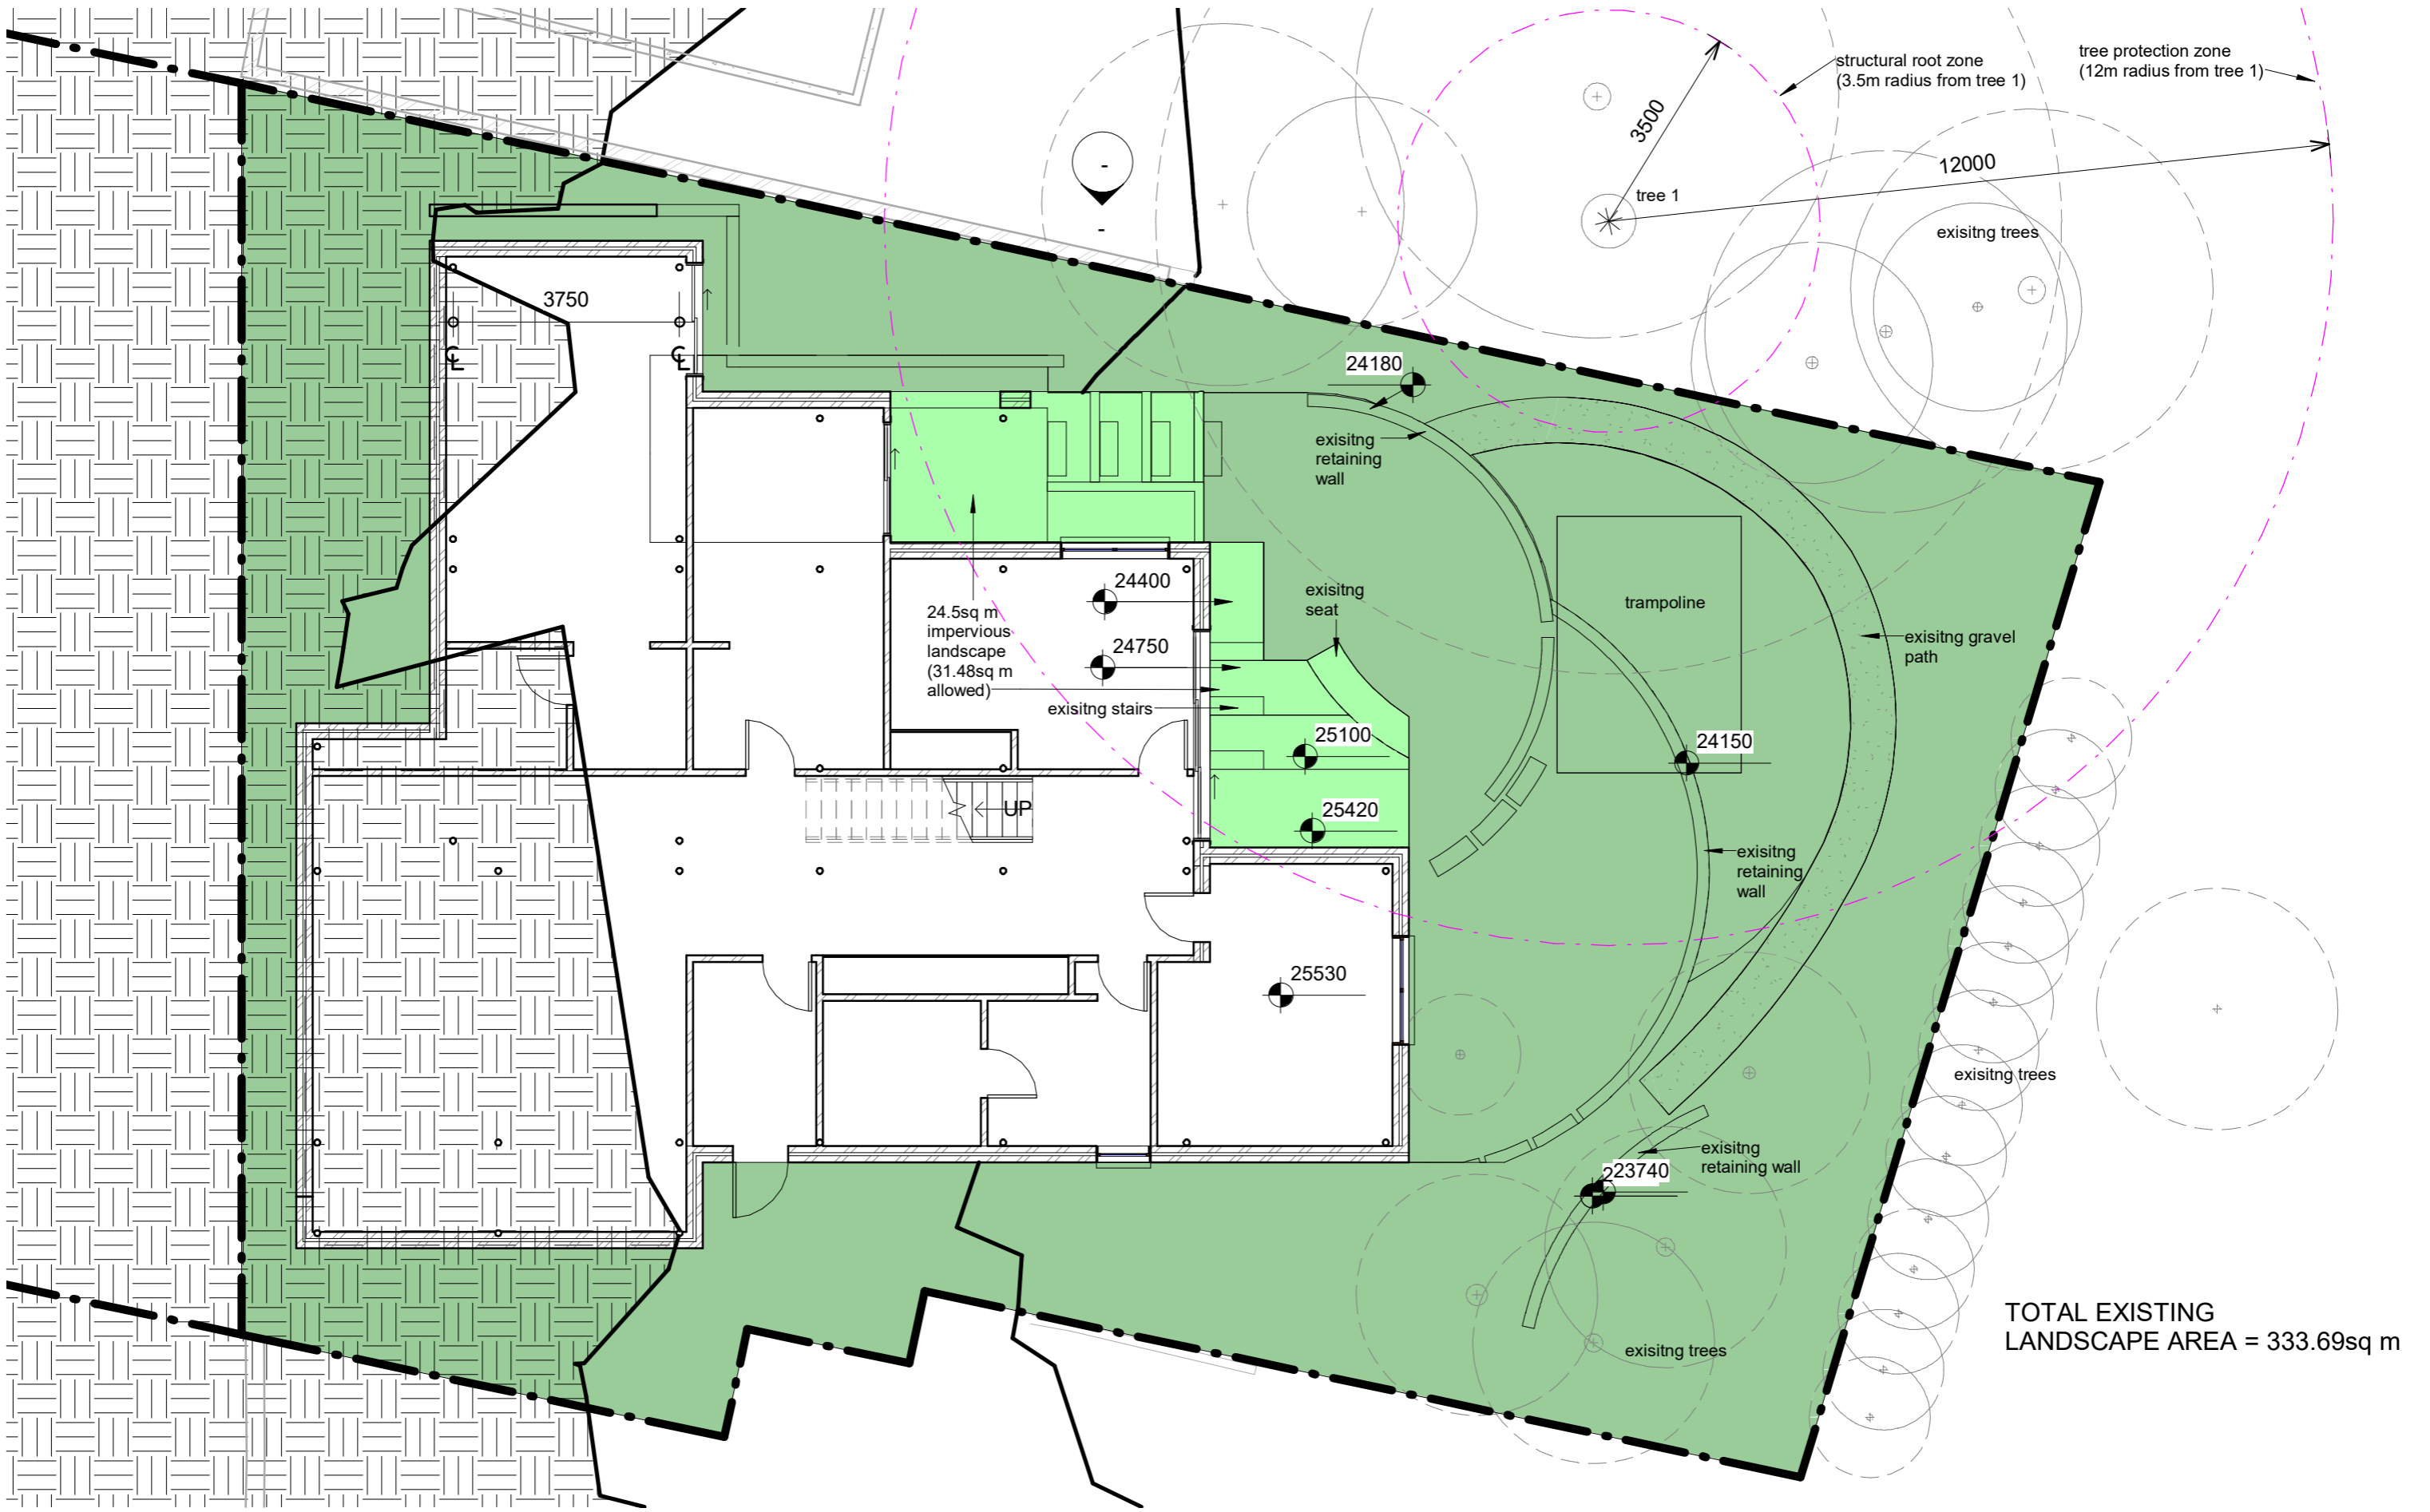 structural root zone
(3.5m radius from tree 1)
tree protection zone
(12m radius from tree 1)
3500
12000
tree 1
exisitng trees
-
-
3750
24180
exisitng
retaining
wall
24400
24750
24.5sq m
impervious
landscape
(31.48sq m
allowed)
exisitng
seat
trampoline
exisitng gravel
path
exisitng stairs
25100
24150
25420
UP
exisitng
retaining
wall
25530
exisitng trees
exisitng
retaining wall
23740
exisitng trees
TOTAL EXISTING
LANDSCAPE AREA = 333.69sq m